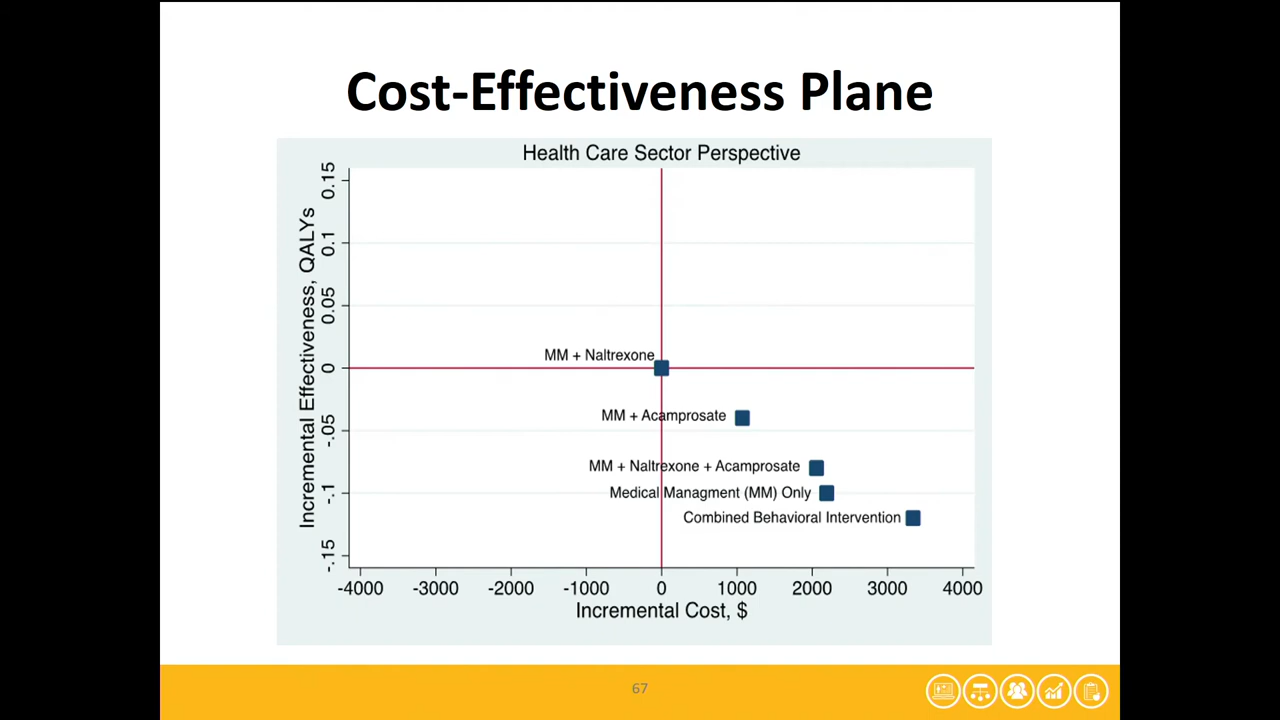 Cost-Effectiveness Plane
Health Care Sector Perspective
Incremental Effectiveness, QALYs
0.15
0.1
0.05
0
-.05
-.1
-.15
MM + Naltrexone
MM + Acamprosate
MM + Naltrexone + Acamprosate
Medical Managment (MM) Only
Combined Behavioral Intervention
-4000 -3000 -2000 -1000 0 1000 2000 3000 4000
Incremental Cost, $
67